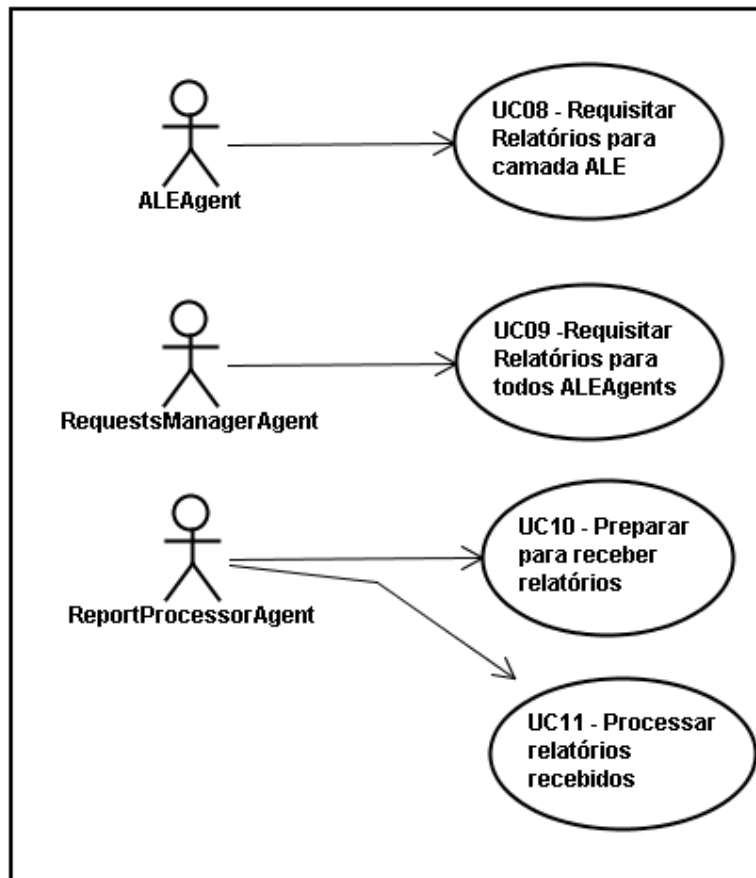 UC08 - Requisitar
Relatórios para
camada ALE
ALEAgent
UC09 -Requisitar
Relatórios para
todos ALEAgents
RequestsManagerAgent
UC10 - Preparar
para receber
relatórios
ReportProcessorAgent
UC11 - Processar
relatórios
recebidos